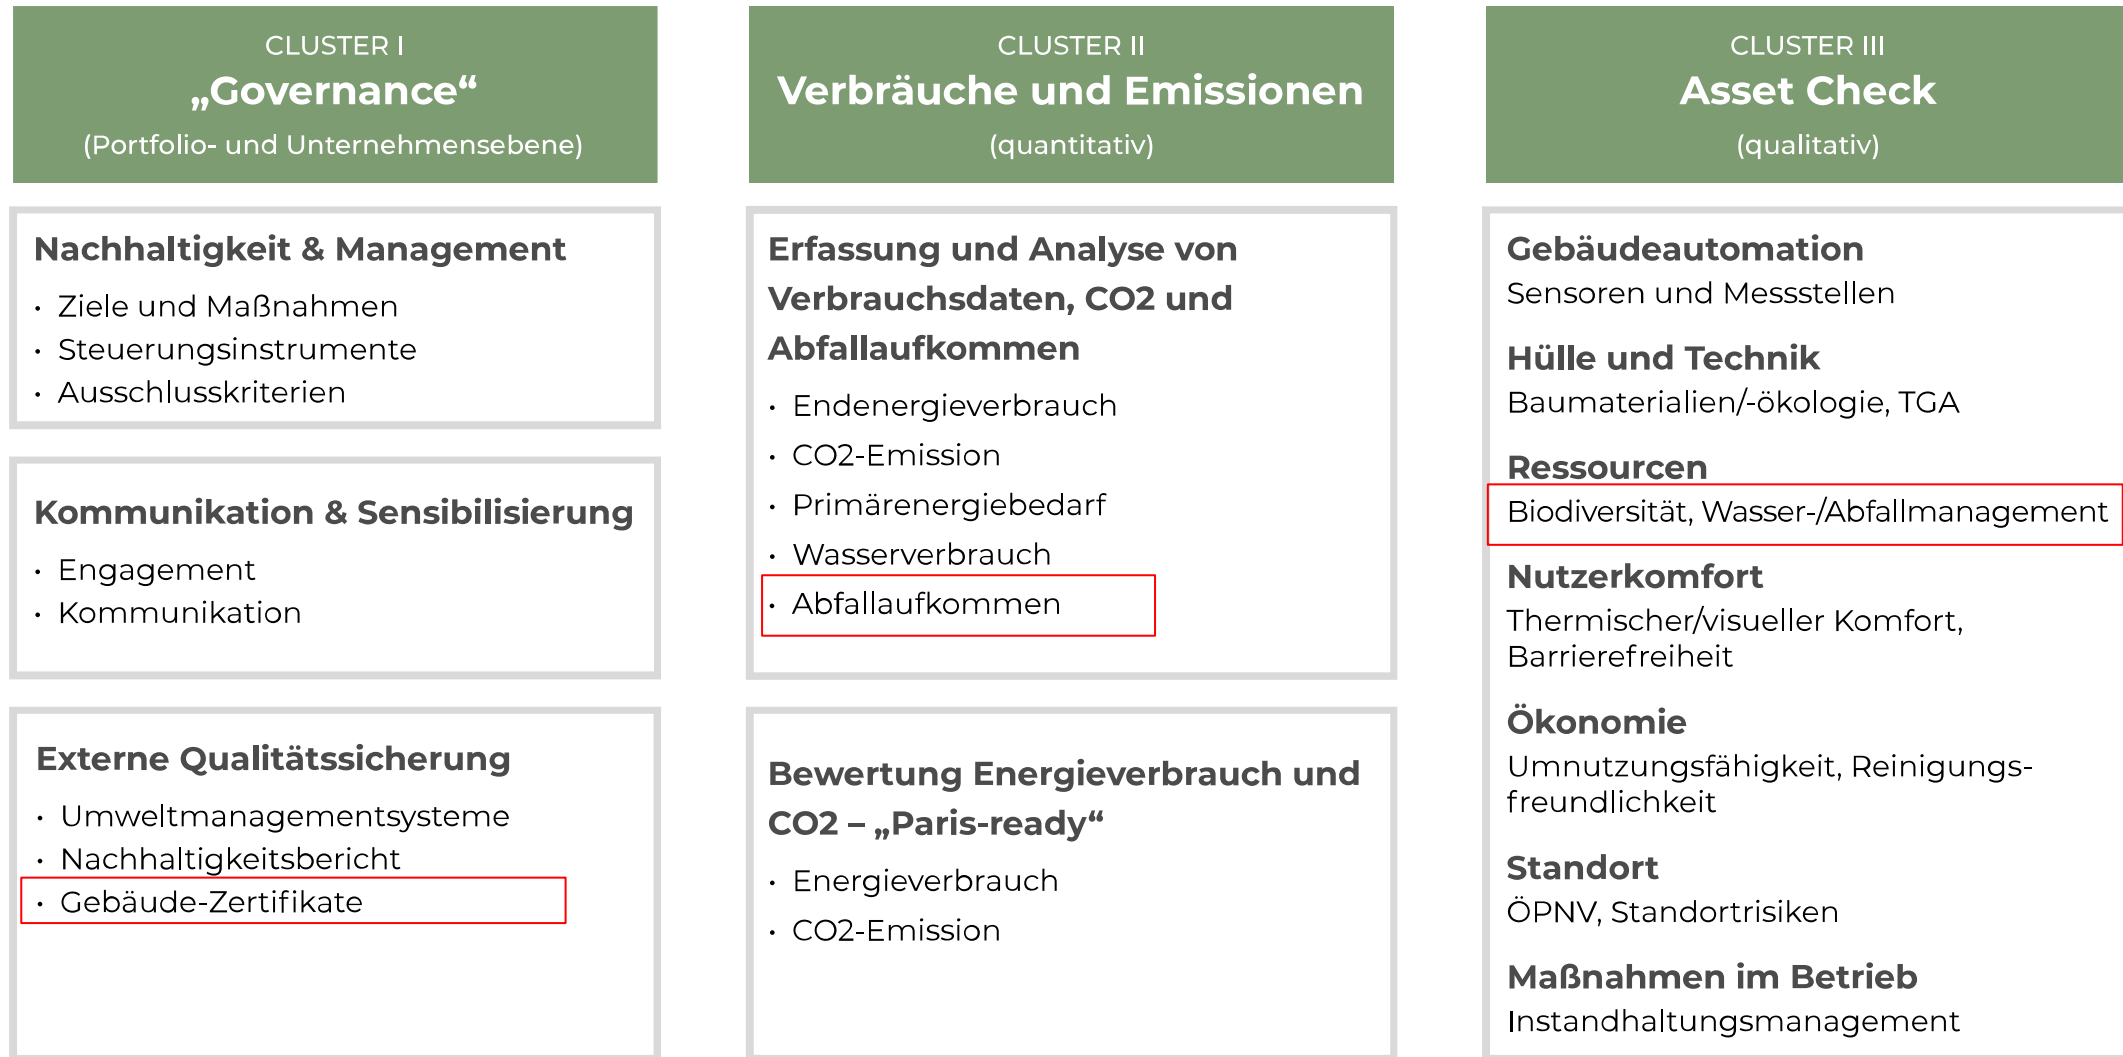 CLUSTER I
„Governance“
(Portfolio- und Unternehmensebene)
Nachhaltigkeit & Management
• Ziele und Maßnahmen
• Steuerungsinstrumente
• Ausschlusskriterien
Kommunikation & Sensibilisierung
• Engagement
• Kommunikation
Externe Qualitätssicherung
• Umweltmanagementsysteme
• Nachhaltigkeitsbericht
• Gebäude-Zertifikate
CLUSTER II
Verbräuche und Emissionen
(quantitativ)
Erfassung und Analyse von
Verbrauchsdaten, CO2 und
Abfallaufkommen
• Endenergieverbrauch
• CO2-Emission
• Primärenergiebedarf
• Wasserverbrauch
• Abfallaufkommen
Bewertung Energieverbrauch und
CO2 – „Paris-ready“
• Energieverbrauch
• CO2-Emission
CLUSTER III
Asset Check
(qualitativ)
Gebäudeautomation
Sensoren und Messstellen
Hülle und Technik
Baumaterialien/-ökologie, TGA
Ressourcen
Biodiversität, Wasser-/Abfallmanagement
Nutzerkomfort
Thermischer/visueller Komfort,
Barrierefreiheit
Ökonomie
Umnutzungsfähigkeit, Reinigungs-
freundlichkeit
Standort
ÖPNV, Standortrisiken
Maßnahmen im Betrieb
Instandhaltungsmanagement